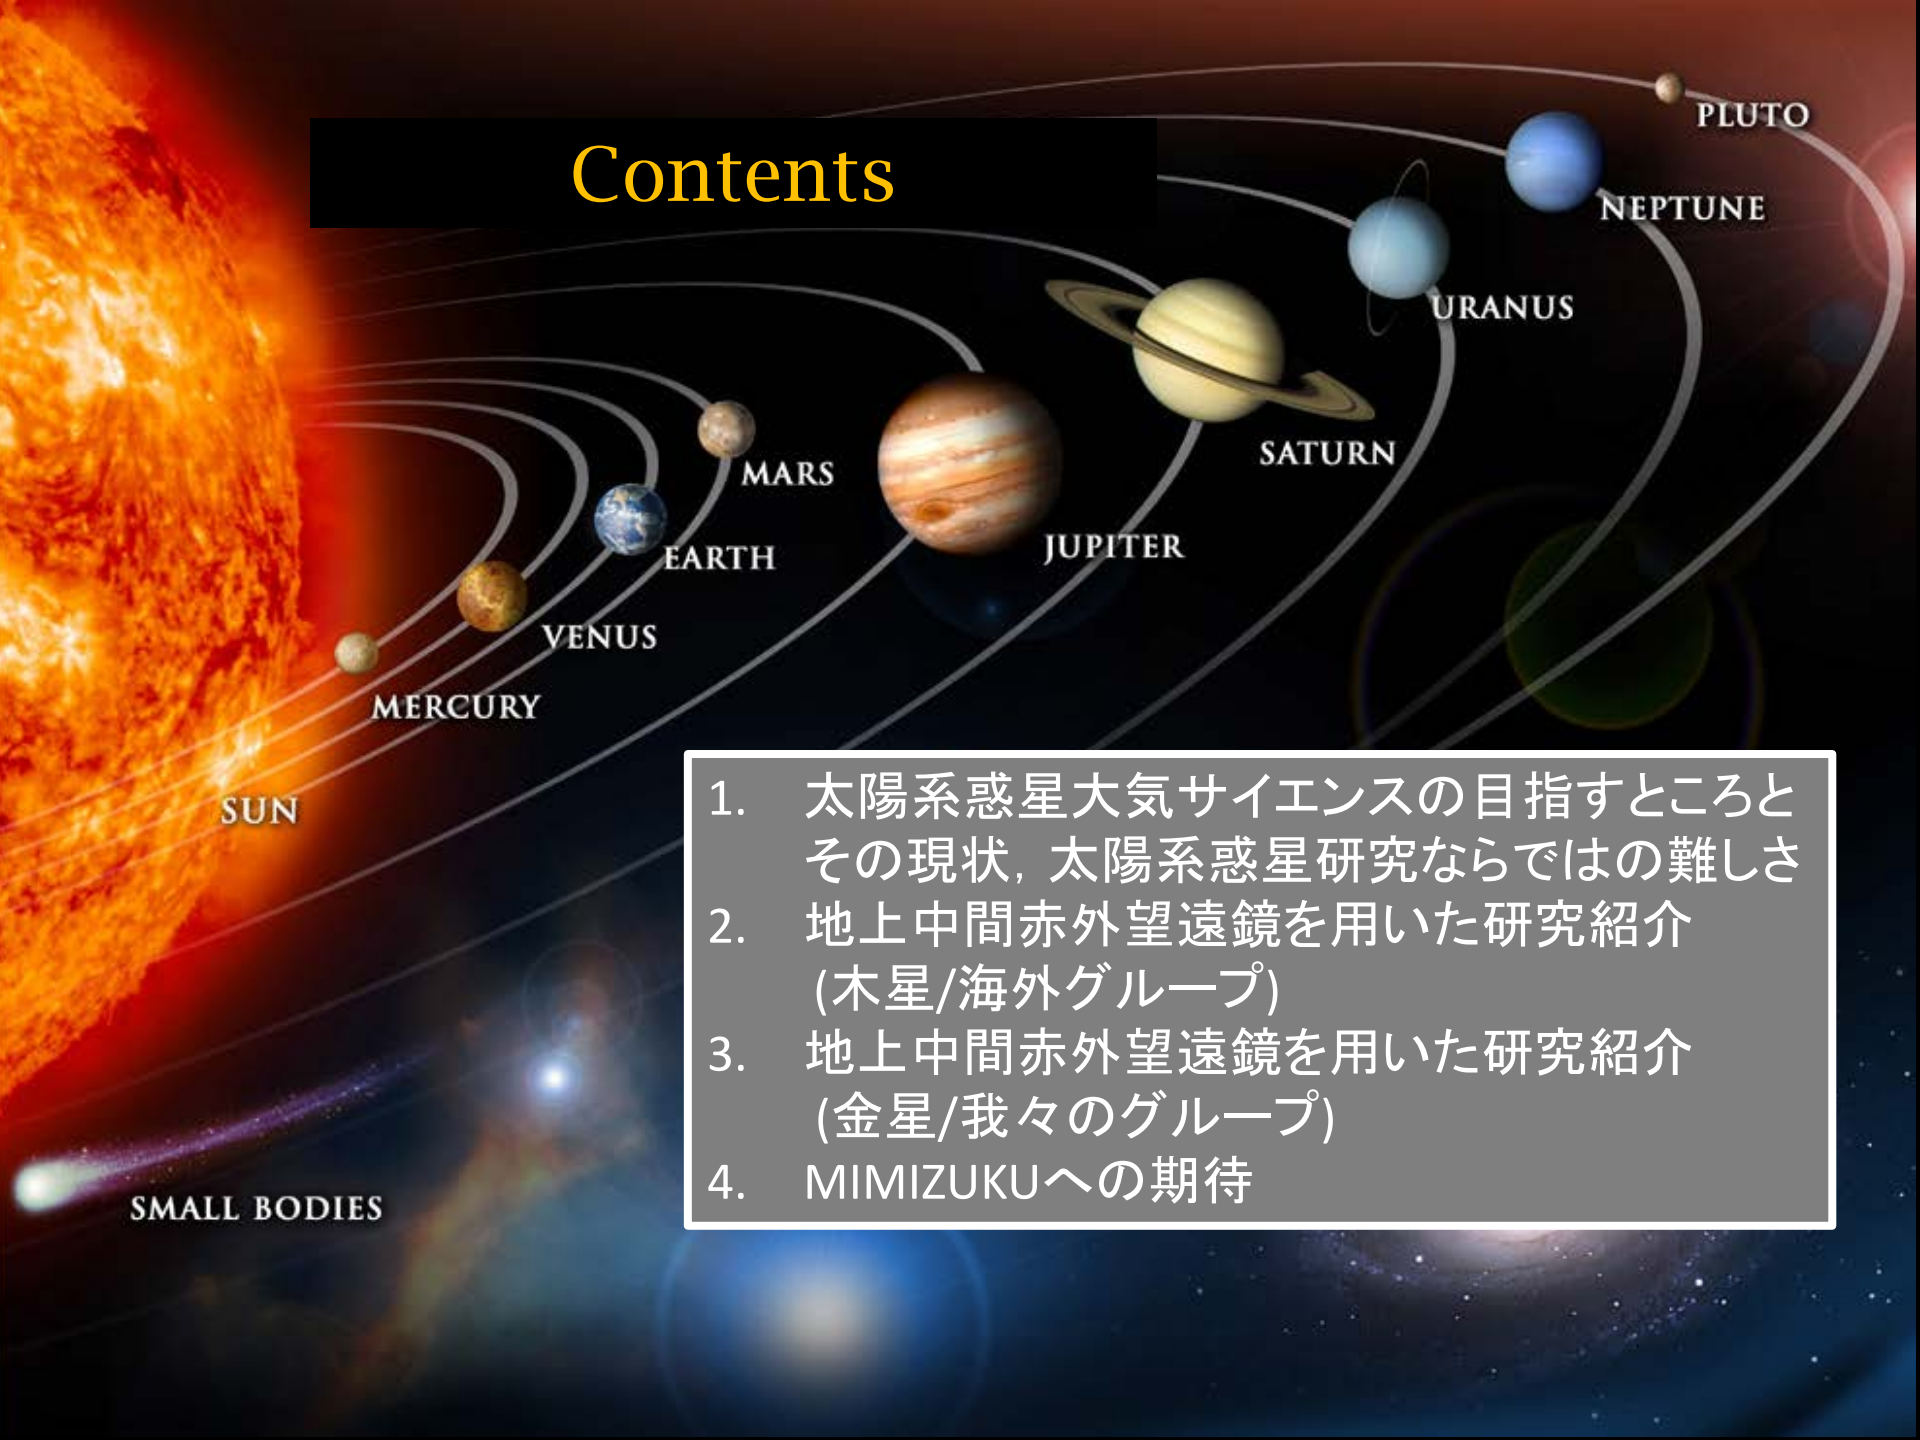 Contents
PLUTO
NEPTUNE
URANUS
SATURN
MARS
JUPITER
EARTH
VENUS
MERCURY
SUN
SMALL BODIES
1. 太陽系惑星大気サイエンスの目指すところと
その現状, 太陽系惑星研究ならではの難しさ
2. 地上中間赤外望遠鏡を用いた研究紹介
(木星/海外グループ)
3. 地上中間赤外望遠鏡を用いた研究紹介
(金星/我々のグループ)
4. MIMIZUKUへの期待